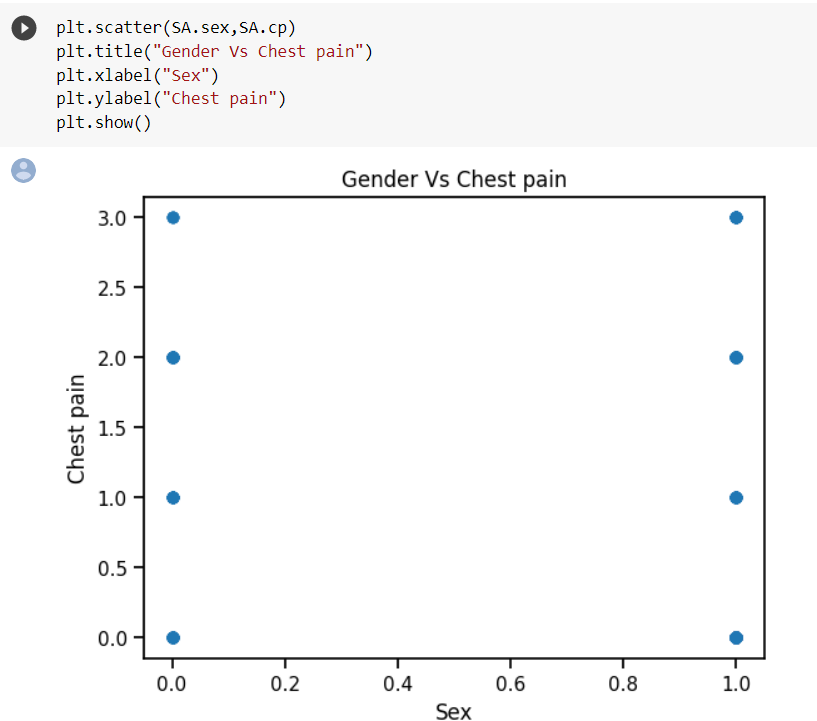 plt.scatter(SA.sex,SA.cp)
plt.title("Gender Vs Chest pain")
plt.xlabel("Sex")
plt.ylabel("Chest pain")
plt.show()
Gender Vs Chest pain
3.0
2.5
2.0
1.5
1.0
0.5
0.0
Chest pain
0.0 0.2 0.4 0.6 0.8 1.0
Sex